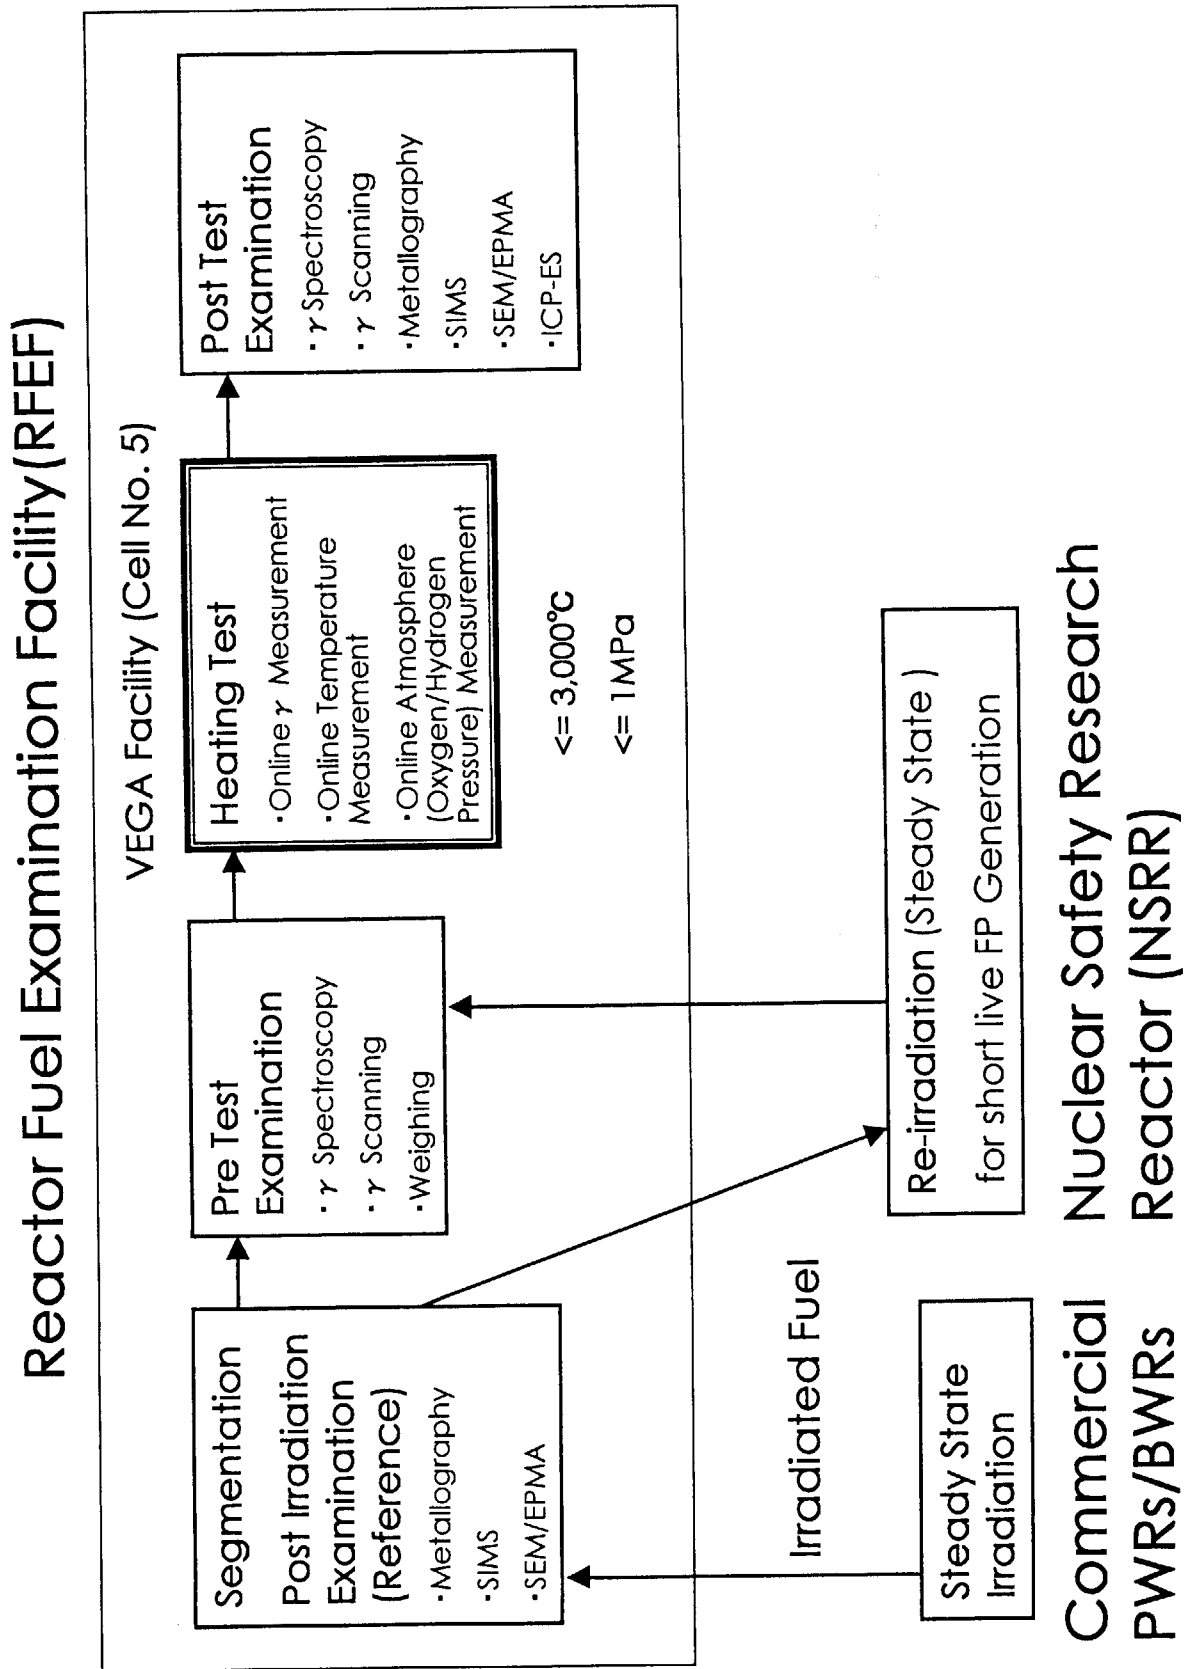 Reactor Fuel Examination Facility(RFEF)
VEGA Facility (Cell No. 5)
Segmentation
Post Irradiation
Examination
(Reference)
・Metallography
・SIMS
・SEM/EPMA
Pre Test
Examination
・γ Spectroscopy
・γ Scanning
・Weighing
Heating Test
・Online γ Measurement
・Online Temperature
Measurement
・Online Atmosphere
(Oxygen/Hydrogen
Pressure) Measurement
<= 3,000°C
<= 1MPa
Post Test
Examination
・γ Spectroscopy
・γ Scanning
・Metallography
・SIMS
・SEM/EPMA
・ICP-ES
Irradiated Fuel
Steady State
Irradiation
Commercial
PWRs/BWRs
Re-irradiation (Steady State )
for short live FP Generation
Nuclear Safety Research
Reactor (NSRR)